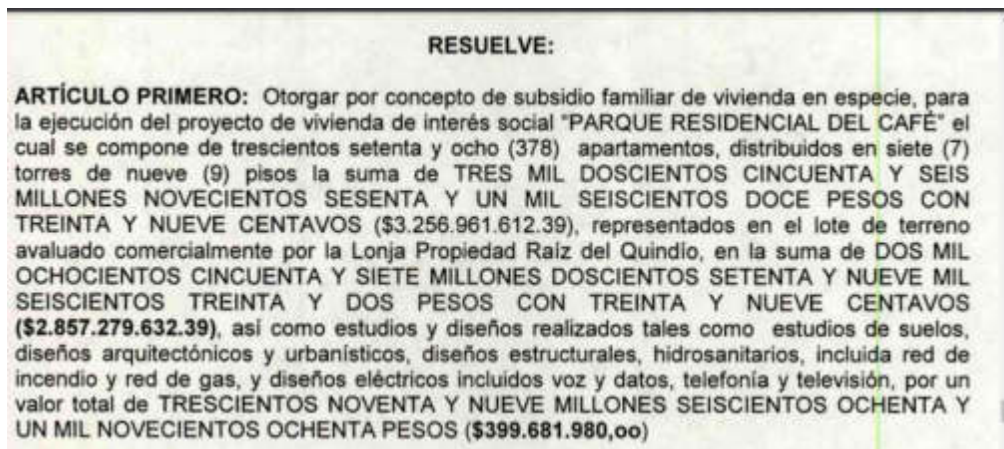 RESUELVE:
ARTÍCULO PRIMERO: Otorgar por concepto de subsidio familiar de vivienda en especie, para
la ejecución del proyecto de vivienda de interés social "PARQUE RESIDENCIAL DEL CAFÉ" el
cual se compone de trescientos setenta y ocho (378) apartamentos, distribuidos en siete (7)
torres de nueve (9) pisos la suma de TRES MIL DOSCIENTOS CINCUENTA Y SEIS
MILLONES NOVECIENTOS SESENTA Y UN MIL SEISCIENTOS DOCE PESOS CON
TREINTA Y NUEVE CENTAVOS ($3.256.961.612.39), representados en el lote de terreno
avaluado comercialmente por la Lonja Propiedad Raíz del Quindío, en la suma de DOS MIL
OCHOCIENTOS CINCUENTA Y SIETE MILLONES DOSCIENTOS SETENTA Y NUEVE MIL
SEISCIENTOS TREINTA Y DOS PESOS CON TREINTA Y NUEVE CENTAVOS
($2.857.279.632.39), así como estudios y diseños realizados tales como estudios de suelos,
diseños arquitectónicos y urbanísticos, diseños estructurales, hidrosanitarios, incluida red de
incendio y red de gas, y diseños eléctricos incluidos voz y datos, telefonía y televisión, por un
valor total de TRESCIENTOS NOVENTA Y NUEVE MILLONES SEISCIENTOS OCHENTA Y
UN MIL NOVECIENTOS OCHENTA PESOS ($399.681.980,oo)